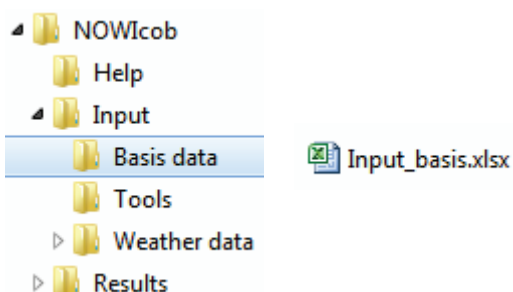 NOWIcob
Help
Input
Basis data
Input_basis.xlsx
Tools
Weather data
Results